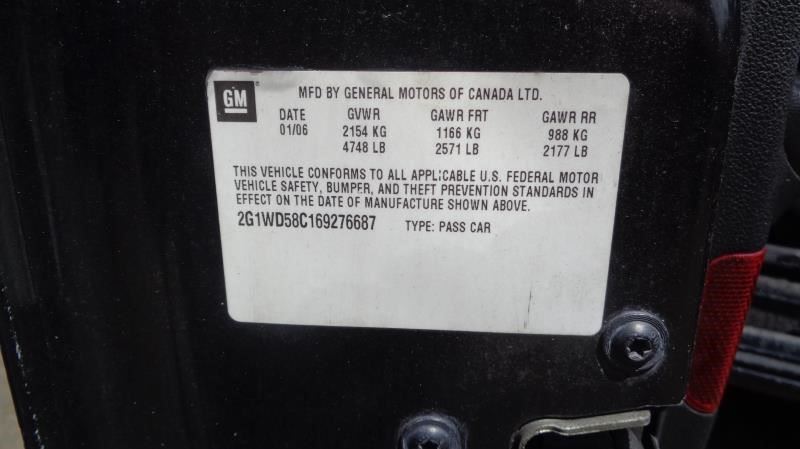 GM
MFD BY GENERAL MOTORS OF CANADA LTD.
DATE GVWR GAWR FRT GAWR RR
01/06 2154 KG 1166 KG 988 KG
4748 LB 2571 LB 2177 LB
THIS VEHICLE CONFORMS TO ALL APPLICABLE U.S. FEDERAL MOTOR
VEHICLE SAFETY, BUMPER, AND THEFT PREVENTION STANDARDS IN
EFFECT ON THE DATE OF MANUFACTURE SHOWN ABOVE.
2G1WD58C169276687 TYPE: PASS CAR